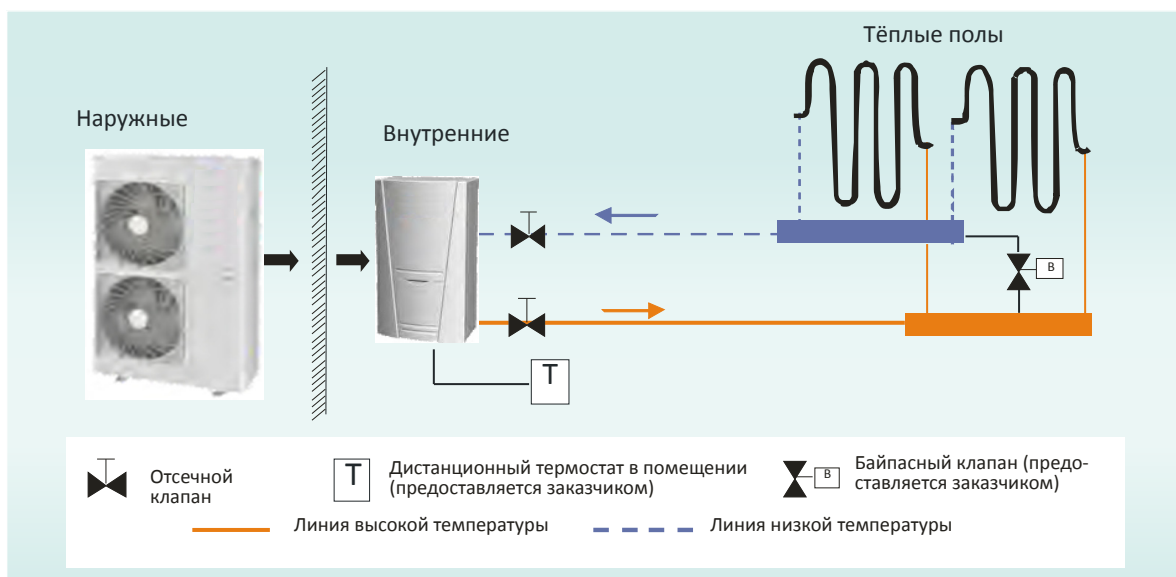 Тёплые полы
Наружные
Внутренние
В
Т
Отсечной
клапан
Т
Дистанционный термостат в помещении
(предоставляется заказчиком)
В
Байпасный клапан (предо-
ставляется заказчиком)
Линия высокой температуры
Линия низкой температуры